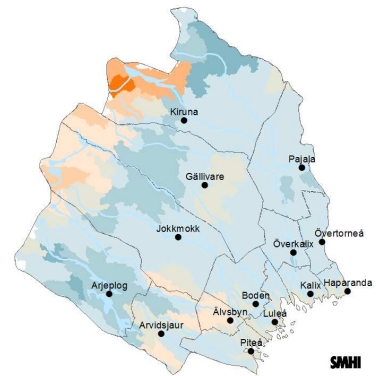 Kiruna
Pajala
Gällivare
Övertorneå
Jokkmokk
Överkalix
Arjeplog
Kalix Haparanda
Boden
Älvsbyn Luleå
Arvidsjaur
Piteå
SMHI